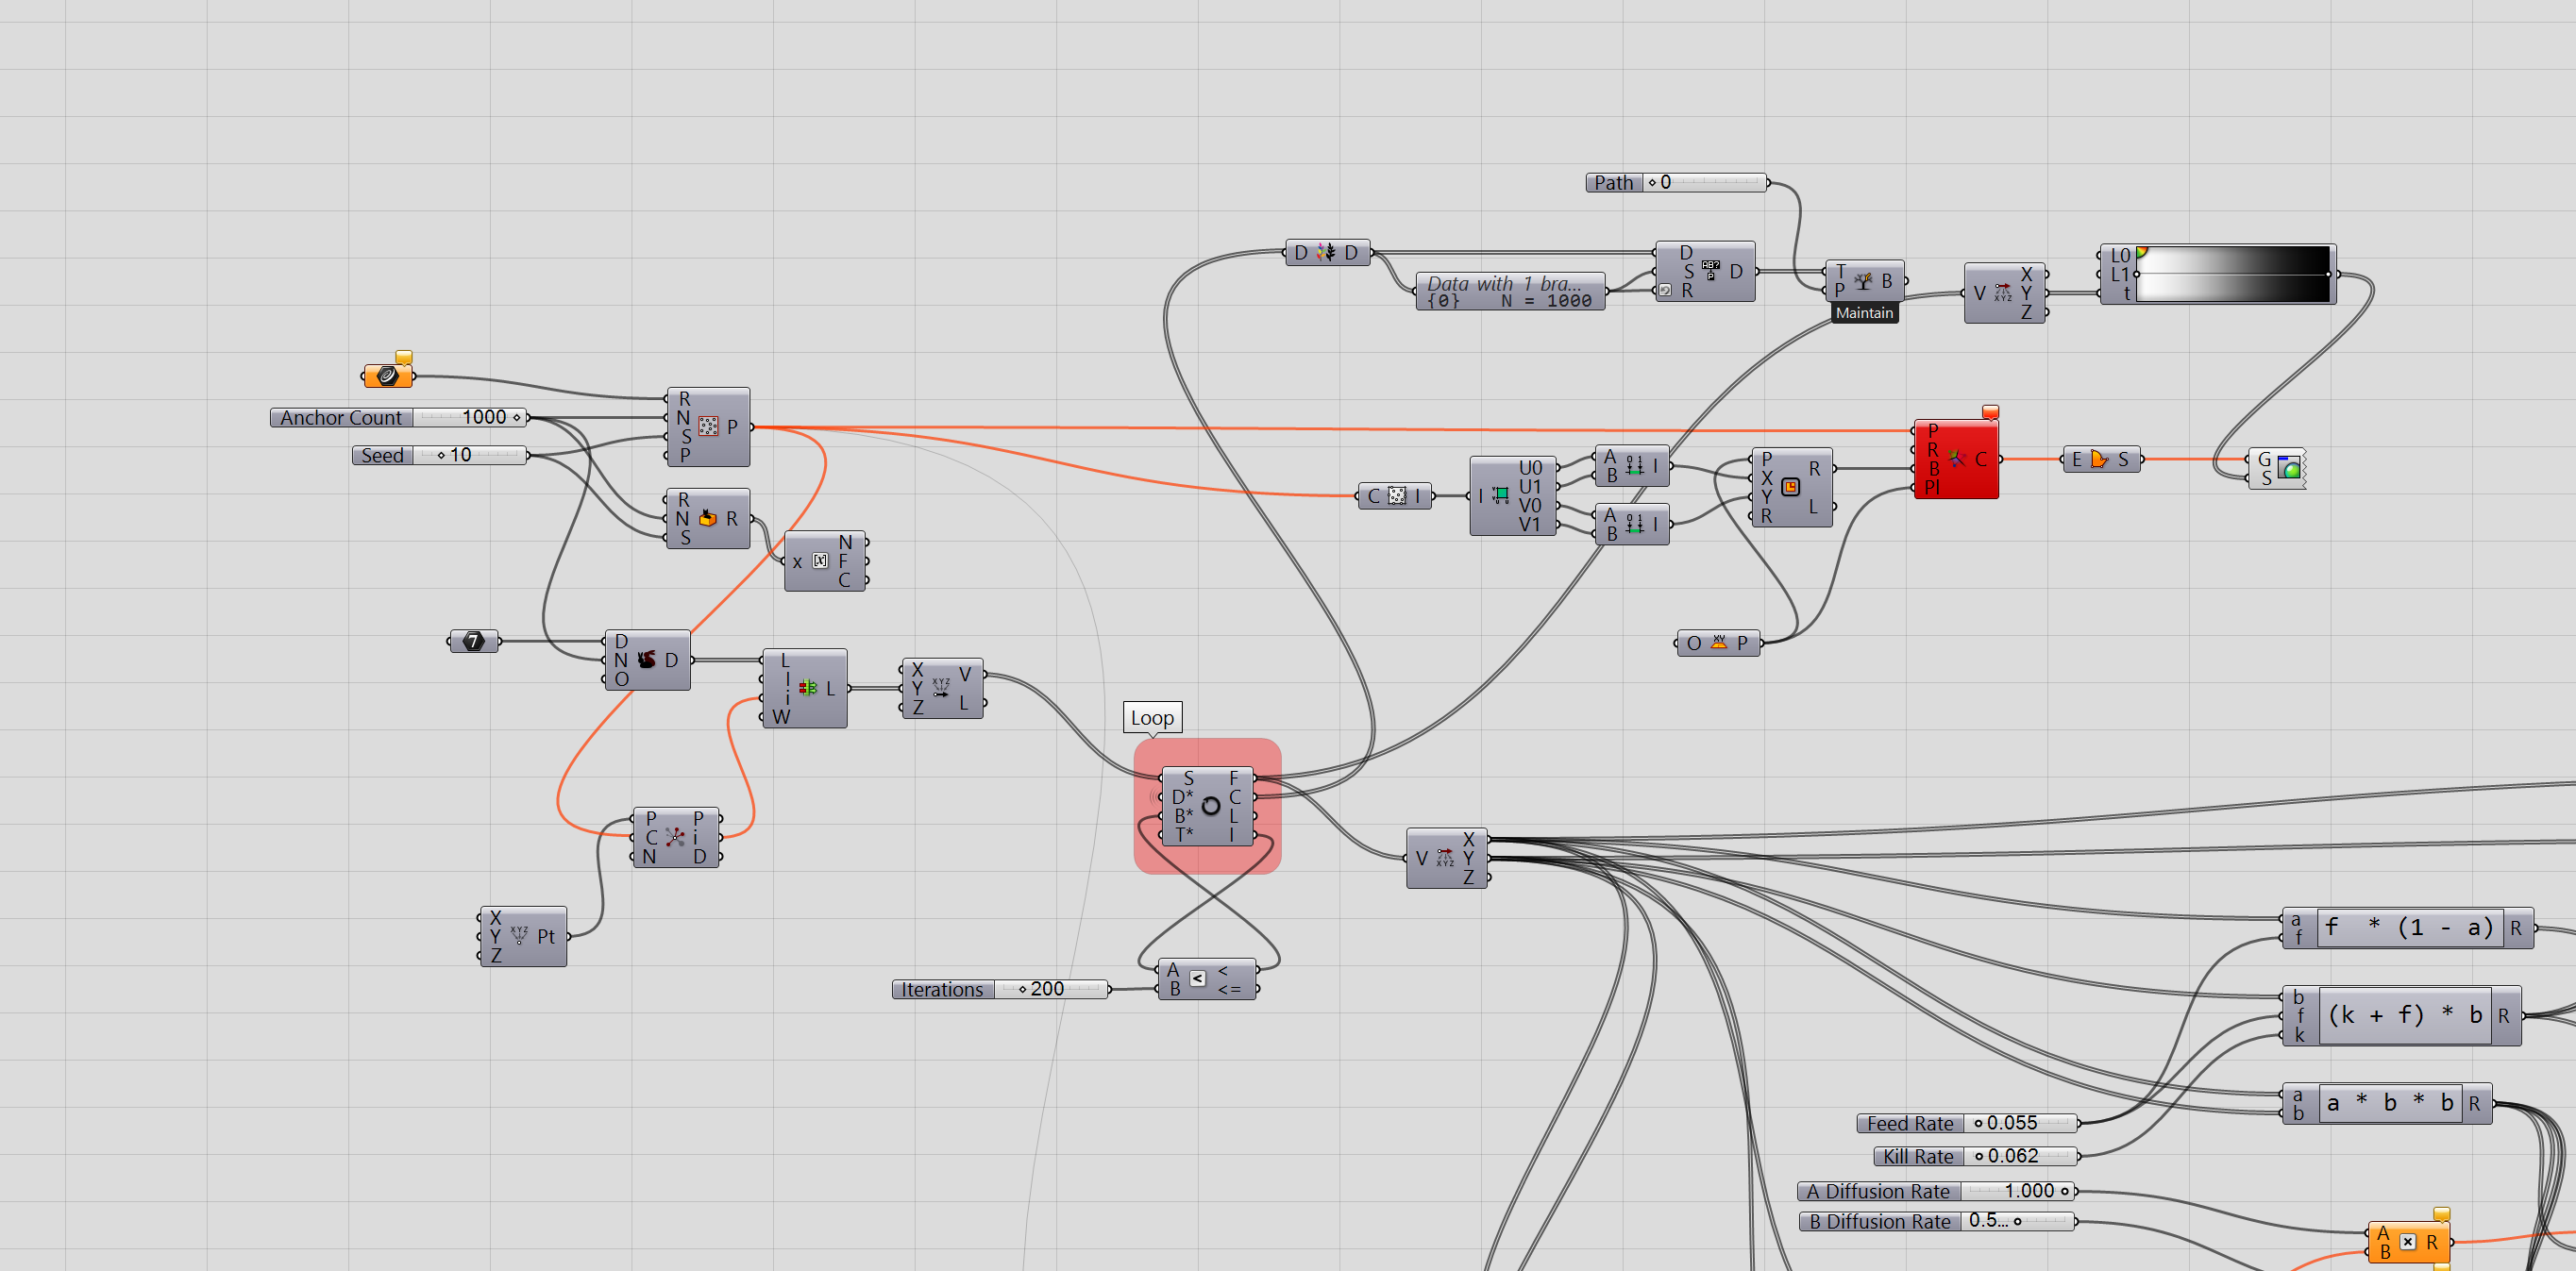 Path 0
D D
Data with 1 bra...
{0} N = 1000
D
S D
R
T B
P
Maintain
X
V Y
Z
L0
L1
t
Anchor Count 1000
Seed 10
R
N P
S
P
R
N R
S
N
x F
C
C I
U0
I U1
V0
V1
A I
B
A I
B
P R
X
Y
R L
P
R C
B
Pl
E S
G
S
O XY P
7
D
N D
O
L
I
i L
W
X V
Y
Z L
Loop
S F
D* C
B* L
T* I
P P
C i
N D
X
Y Pt
Z
Iterations 200
A <
B <=
X
V Y
Z
a f * (1 - a) R
f
b
f (k + f) * b R
k
a a * b * b R
b
Feed Rate 0.055
Kill Rate 0.062
A Diffusion Rate 1.000
B Diffusion Rate 0.5...
A R
B